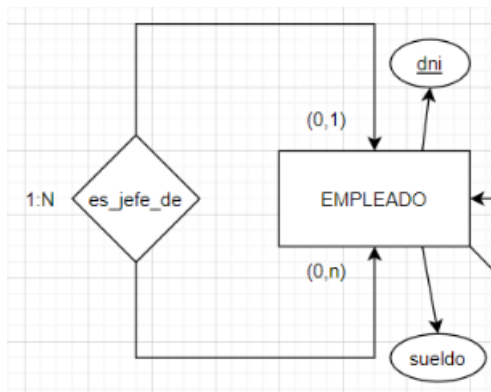 dni
(0,1)
1:N
es_jefe_de
EMPLEADO
(0,n)
sueldo